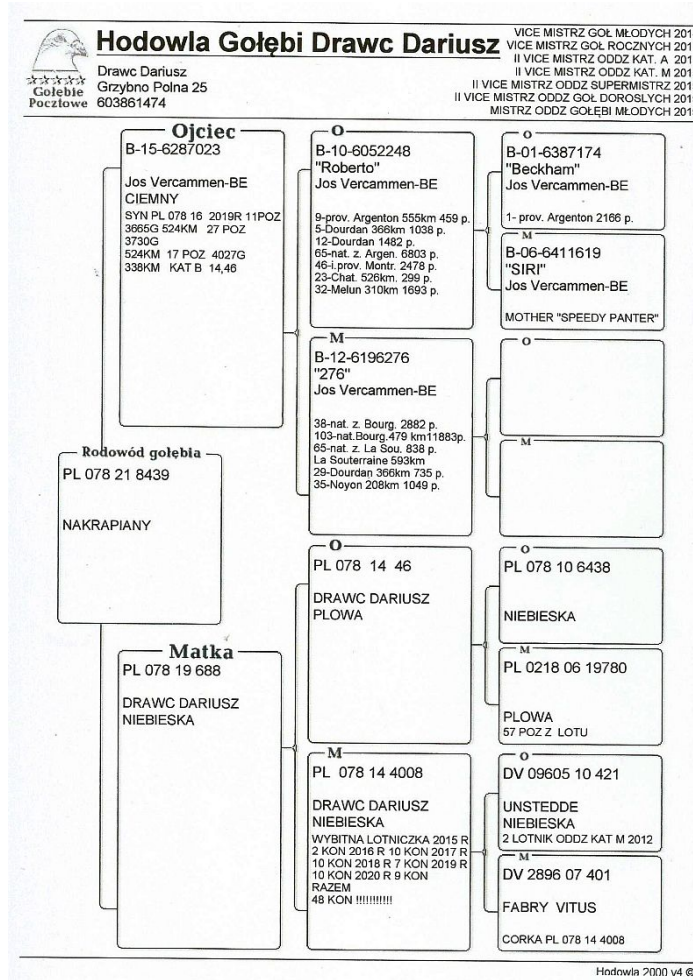 Hodowla Gołębi Drawc Dariusz
Gołębie
Pocztowe
Drawc Dariusz
Grzybno Polna 25
603861474
VICE MISTRZ GOŁ MŁODYCH 201
VICE MISTRZ GOŁ ROCZNYCH 201
II VICE MISTRZ ODDZ KAT. A 201
II VICE MISTRZ ODDZ KAT. M 201
II VICE MISTRZ ODDZ SUPERMISTRZ 201
II VICE MISTRZ ODDZ GOŁ DOROSLYCH 201
MISTRZ ODDZ GOŁĘBI MŁODYCH 201
Rodowód gołębia
PL 078 21 8439
NAKRAPIANY
Ojciec
B-15-6287023
Jos Vercammen-BE
CIEMNY
SYN PL 078 16 2019R 11POZ
3665G 524KM 27 POZ
3730G
524KM 17 POZ 4027G
338KM KAT B 14,46
Matka
PL 078 19 688
DRAWC DARIUSZ
NIEBIESKA
O
B-10-6052248
"Roberto"
Jos Vercammen-BE
9-prov. Argenton 555km 459 p.
5-Dourdan 366km 1038 p.
12-Dourdan 1482 p.
65-nat. z. Argen. 6803 p.
46-i.prov. Montr. 2478 p.
23-Chat. 526km. 299 p.
32-Melun 310km 1693 p.
M
B-12-6196276
"276"
Jos Vercammen-BE
38-nat. z. Bourg. 2882 p.
103-nat.Bourg.479 km11883p.
65-nat. z. La Sou. 838 p.
La Souterraine 593km
29-Dourdan 366km 735 p.
35-Noyon 208km 1049 p.
O
PL 078 14 46
DRAWC DARIUSZ
PLOWA
M
PL 078 14 4008
DRAWC DARIUSZ
NIEBIESKA
WYBITNA LOTNICZKA 2015 R
2 KON 2016 R 10 KON 2017 R
10 KON 2018 R 7 KON 2019 R
10 KON 2020 R 9 KON
RAZEM
48 KON !!!!!!!!!!!
O
B-01-6387174
"Beckham"
Jos Vercammen-BE
1- prov. Argenton 2166 p.
M
B-06-6411619
"SIRI"
Jos Vercammen-BE
MOTHER "SPEEDY PANTER"
O
M
O
PL 078 10 6438
NIEBIESKA
M
PL 0218 06 19780
PLOWA
57 POZ Z LOTU
O
DV 09605 10 421
UNSTEDDE
NIEBIESKA
2 LOTNIK ODDZ KAT M 2012
M
DV 2896 07 401
FABRY VITUS
CORKA PL 078 14 4008
Hodowla 2000 v4 ©